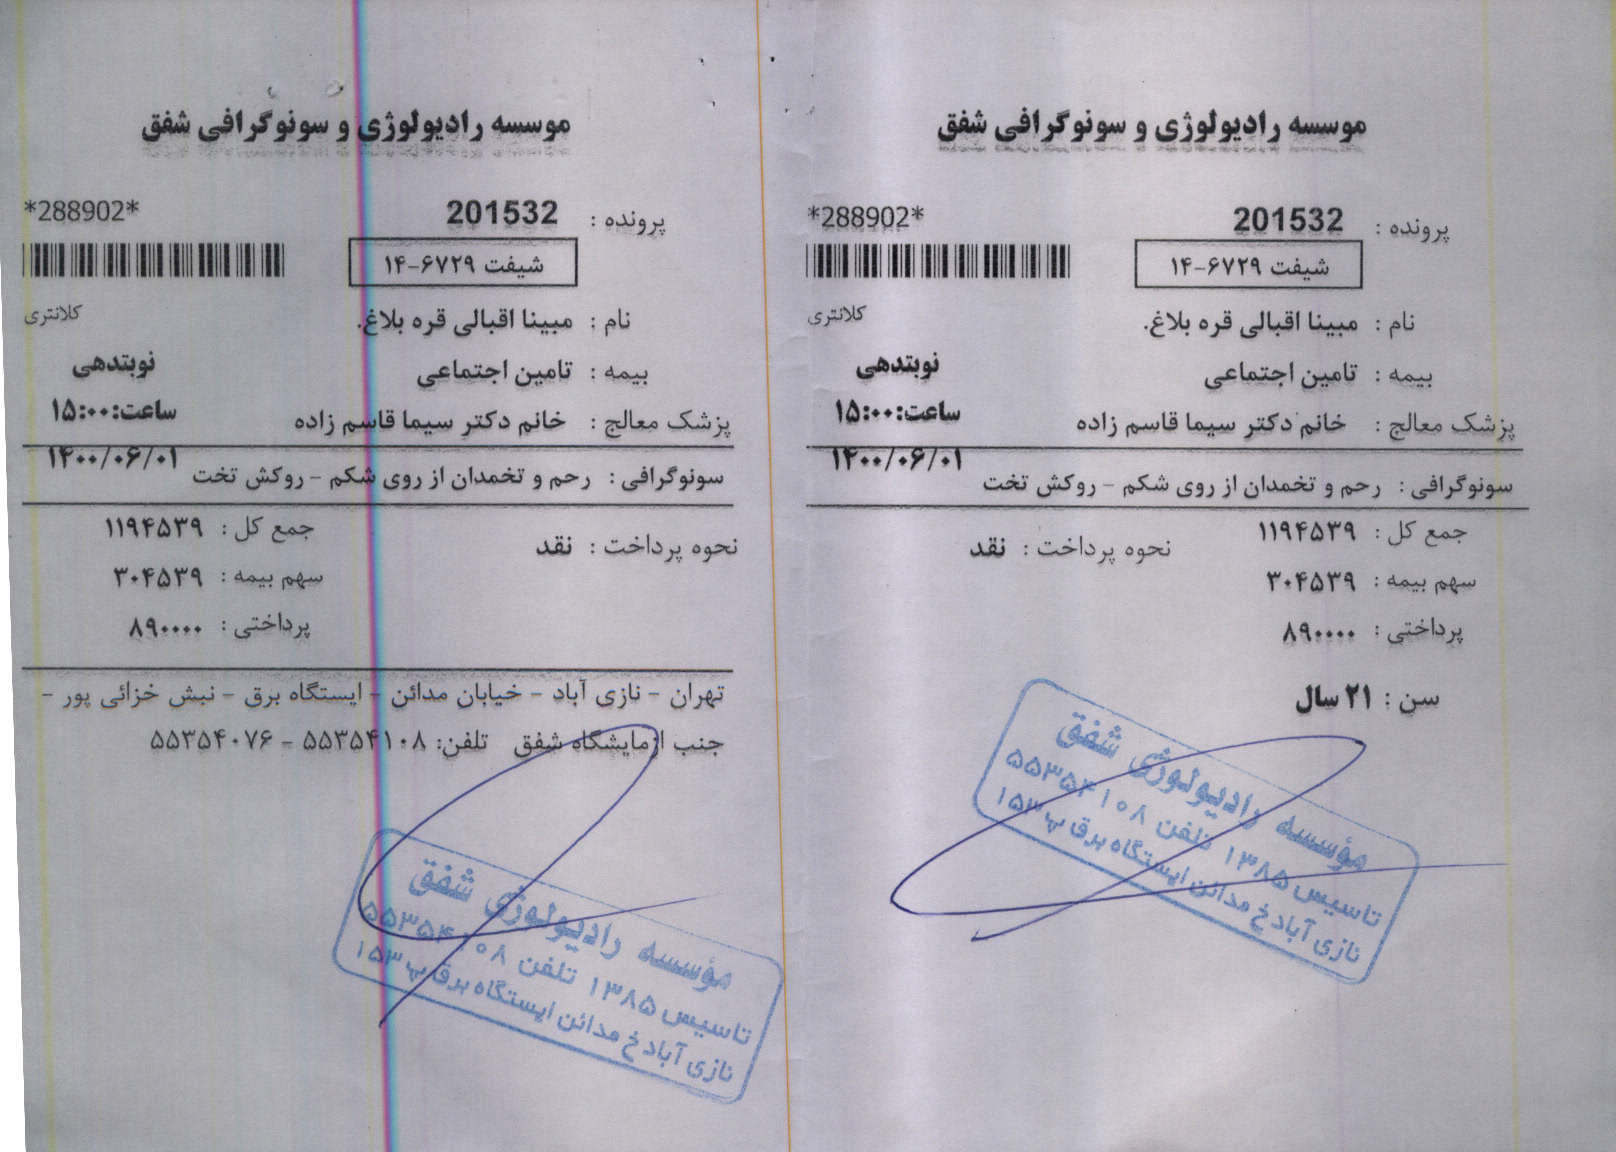 موسسه رادیولوژی و سونوگرافی شفق
پرونده : 201532
*288902*
شیفت ۶۷۲۹-۱۴
نام : مبینا اقبالی قره بلاغ.
کلانتری
بیمه : تامین اجتماعی
نوبتدهی
پزشک معالج : خانم دکتر سیما قاسم زاده
ساعت:۱۵:۰۰
۱۴۰۰/۰۶/۰۱
سونوگرافی : رحم و تخمدان از روی شکم - روکش تخت
جمع کل : ۱۱۹۴۵۳۹
نحوه پرداخت : نقد
سهم بیمه : ۳۰۴۵۳۹
پرداختی : ۸۹۰۰۰۰
سن : ۲۱ سال
مؤسسه رادیولوژی شفق
تاسیس ۱۳۸۵ تلفن ۵۵۳۵۴۱۰۸
نازی آباد خ مدائن ایستگاه برق پ ۱۵۳
موسسه رادیولوژی و سونوگرافی شفق
پرونده : 201532
*288902*
شیفت ۶۷۲۹-۱۴
نام : مبینا اقبالی قره بلاغ.
کلانتری
بیمه : تامین اجتماعی
نوبتدهی
پزشک معالج : خانم دکتر سیما قاسم زاده
ساعت:۱۵:۰۰
۱۴۰۰/۰۶/۰۱
سونوگرافی : رحم و تخمدان از روی شکم - روکش تخت
جمع کل : ۱۱۹۴۵۳۹
نحوه پرداخت : نقد
سهم بیمه : ۳۰۴۵۳۹
پرداختی : ۸۹۰۰۰۰
تهران - نازی آباد - خیابان مدائن - ایستگاه برق - نبش خزائی پور -
جنب ازمایشگاه شفق تلفن: ۵۵۳۵۴۱۰۸ - ۵۵۳۵۴۰۷۶
مؤسسه رادیولوژی شفق
تاسیس ۱۳۸۵ تلفن ۵۵۳۵۴۱۰۸
نازی آباد خ مدائن ایستگاه برق پ ۱۵۳